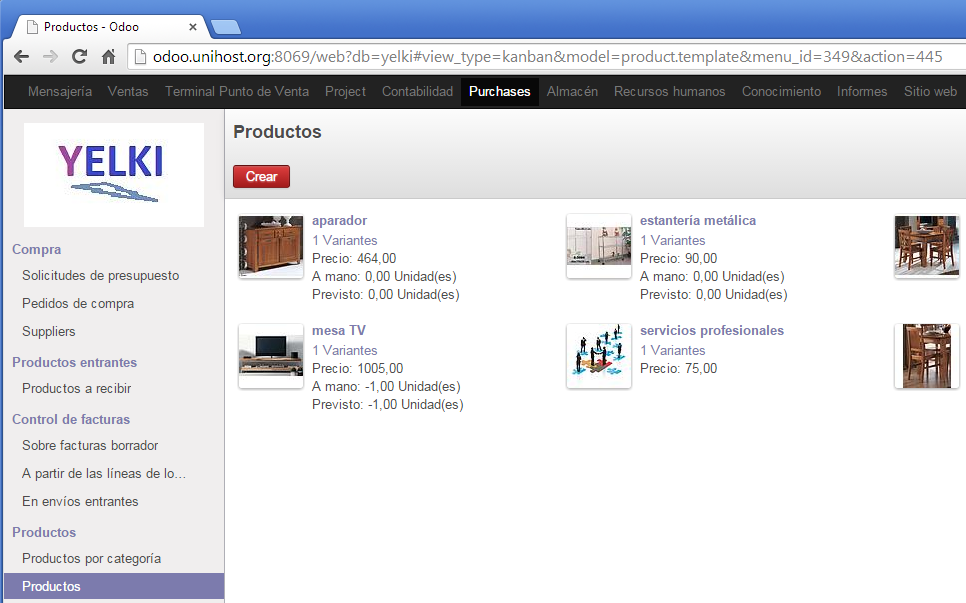 Productos - Odoo
odoo.unihost.org:8069/web?db=yelki#view_type=kanban&model=product.template&menu_id=349&action=445
Mensajería Ventas Terminal Punto de Venta Project Contabilidad Purchases Almacén Recursos humanos Conocimiento Informes Sitio web
YELKI
Compra
Solicitudes de presupuesto
Pedidos de compra
Suppliers
Productos entrantes
Productos a recibir
Control de facturas
Sobre facturas borrador
A partir de las líneas de lo...
En envíos entrantes
Productos
Productos por categoría
Productos
Productos
Crear
aparador
1 Variantes
Precio: 464,00
A mano: 0,00 Unidad(es)
Previsto: 0,00 Unidad(es)
estantería metálica
1 Variantes
Precio: 90,00
A mano: 0,00 Unidad(es)
Previsto: 0,00 Unidad(es)
mesa TV
1 Variantes
Precio: 1005,00
A mano: -1,00 Unidad(es)
Previsto: -1,00 Unidad(es)
servicios profesionales
1 Variantes
Precio: 75,00